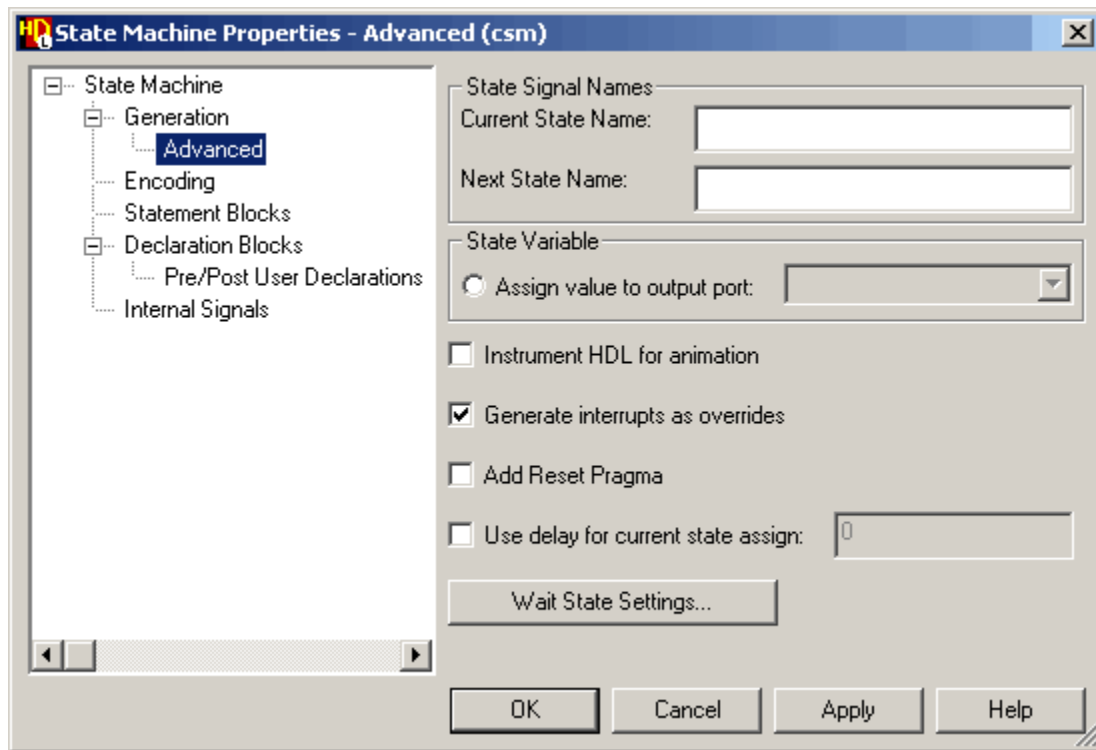 HDL State Machine Properties - Advanced (csm)
State Machine
Generation
Advanced
Encoding
Statement Blocks
Declaration Blocks
Pre/Post User Declarations
Internal Signals
State Signal Names
Current State Name:
Next State Name:
State Variable
Assign value to output port:
Instrument HDL for animation
Generate interrupts as overrides
Add Reset Pragma
Use delay for current state assign: 0
Wait State Settings...
OK Cancel Apply Help